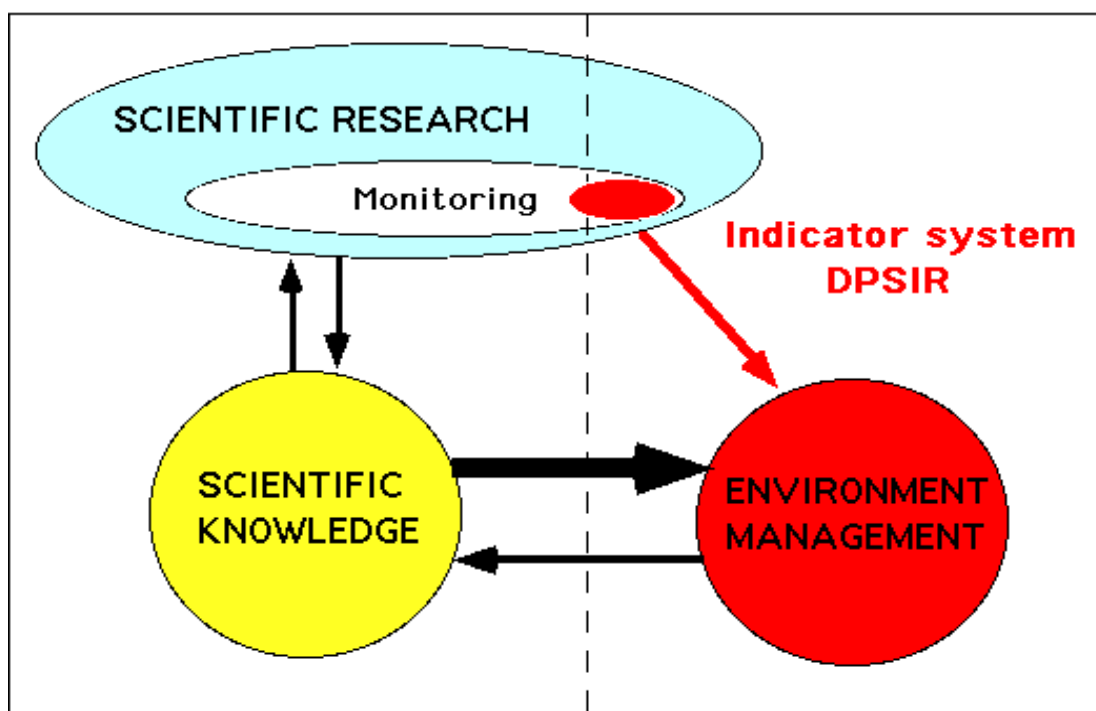 SCIENTIFIC RESEARCH
Monitoring
Indicator system
DPSIR
SCIENTIFIC
KNOWLEDGE
ENVIRONMENT
MANAGEMENT